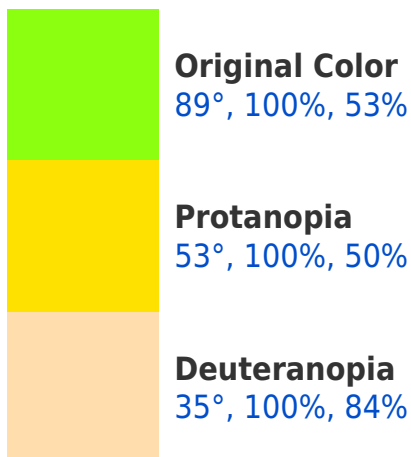 Original Color
89°, 100%, 53%
Protanopia
53°, 100%, 50%
Deuteranopia
35°, 100%, 84%